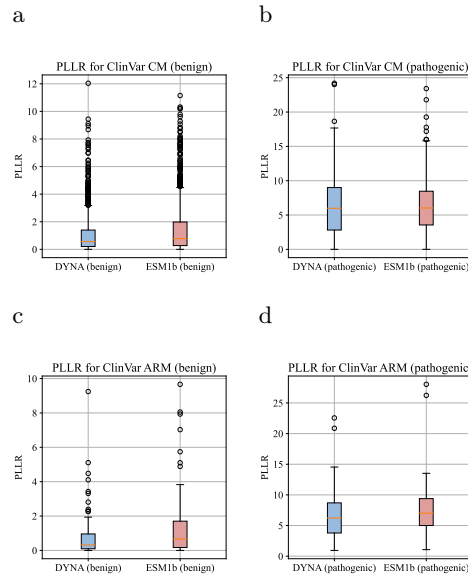 a
PLLR for ClinVar CM (benign)
12
10
8
6
4
2
0
PLLR
DYNA (benign)
ESM1b (benign)
b
PLLR for ClinVar CM (pathogenic)
25
20
15
10
5
0
PLLR
DYNA (pathogenic)
ESM1b (pathogenic)
c
PLLR for ClinVar ARM (benign)
10
8
6
4
2
0
PLLR
DYNA (benign)
ESM1b (benign)
d
PLLR for ClinVar ARM (pathogenic
25
20
15
10
5
0
PLLR
DYNA (pathogenic)
ESM1b (pathogenic)